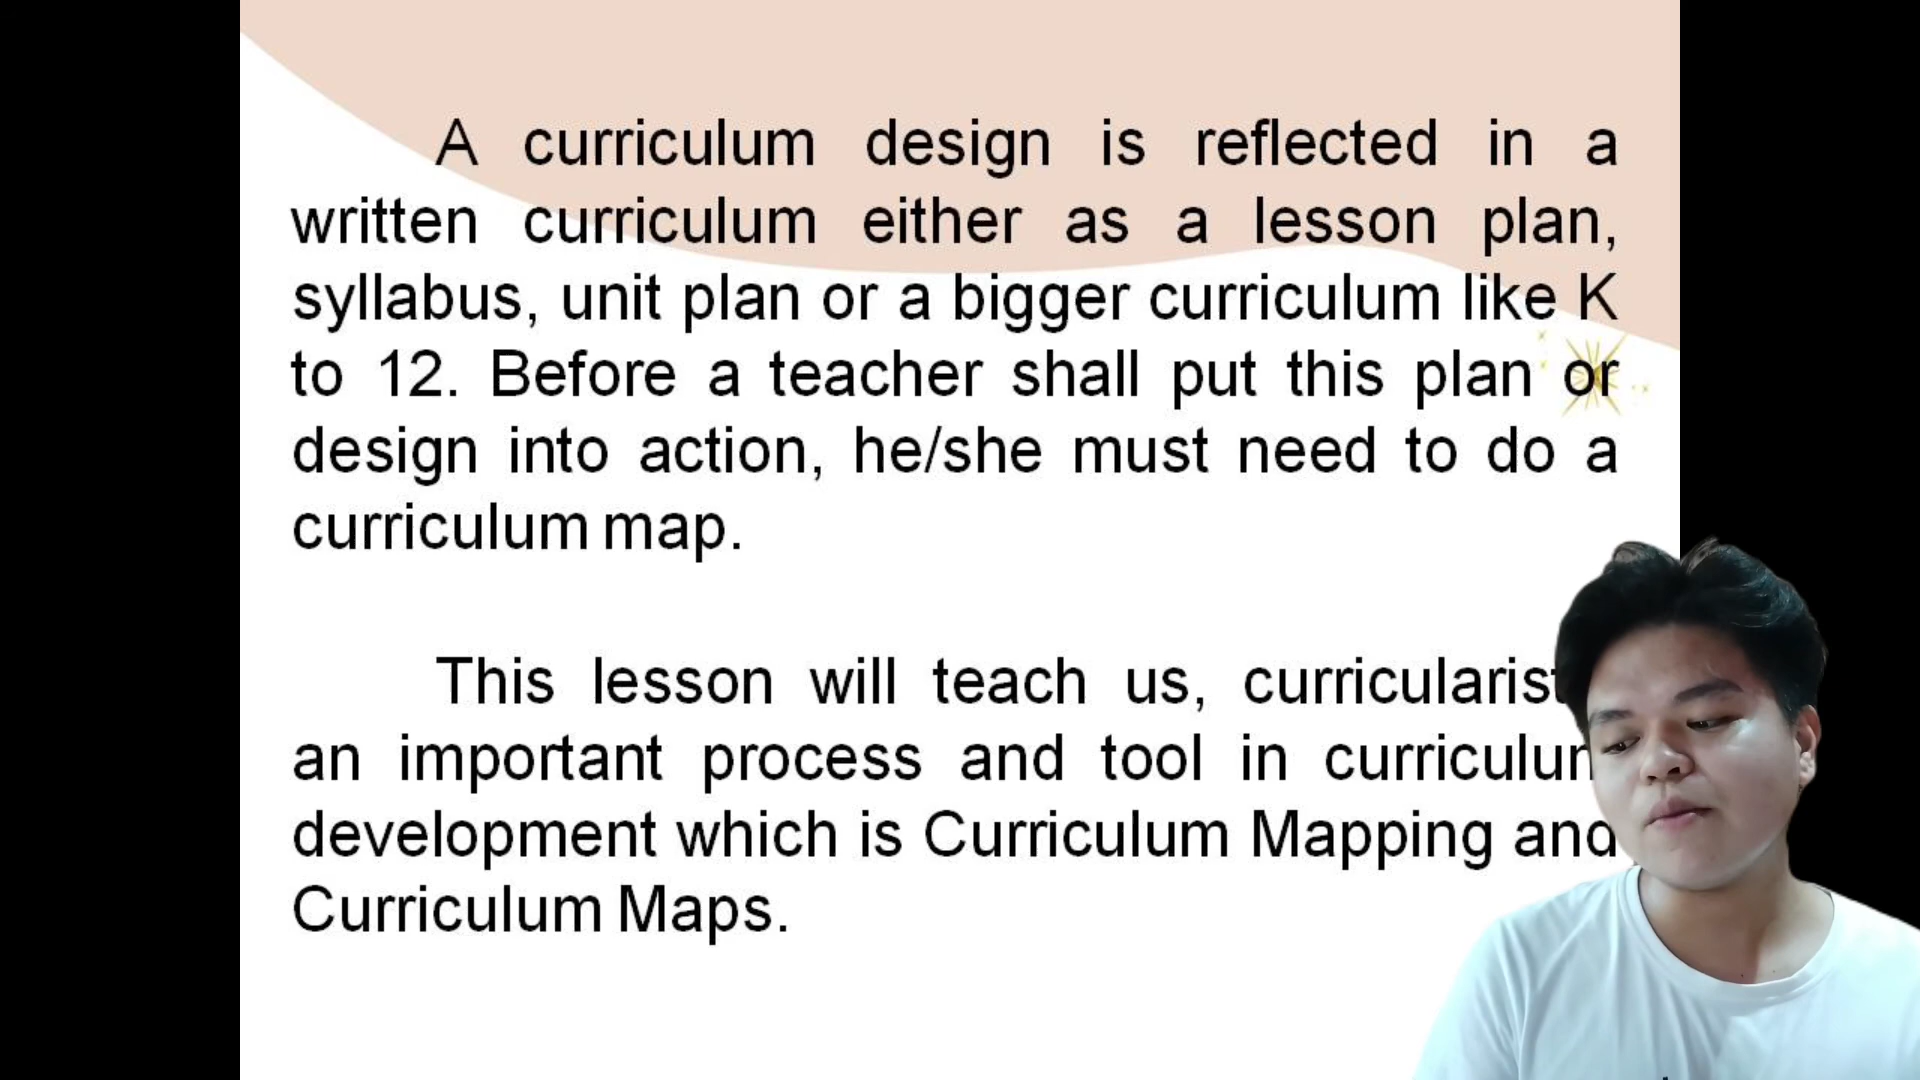 A curriculum design is reflected in a
written curriculum either as a lesson plan,
syllabus, unit plan or a bigger curriculum like K
to 12. Before a teacher shall put this plan or
design into action, he/she must need to do a
curriculum map.
This lesson will teach us,
an important process and tool in
development which is Curriculum Mapping and
Curriculum Maps.